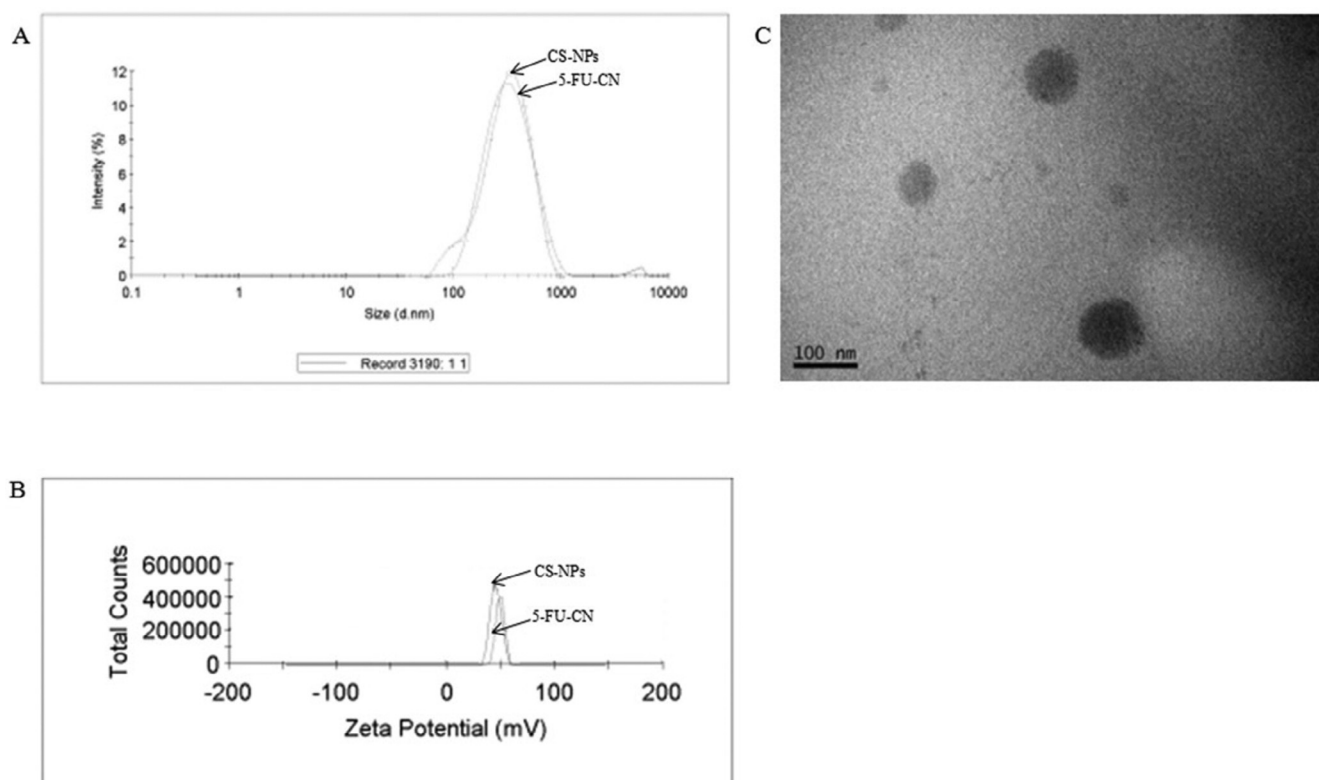 A
CS-NPs
5-FU-CN
12
10
8
6
4
2
0
Intensity (%)
0.1 1 10 100 1000 10000
Size (d.nm)
Record 3190: 1 1
C
100 nm
B
CS-NPs
5-FU-CN
600000
400000
200000
0
Total Counts
-200 -100 0 100 200
Zeta Potential (mV)